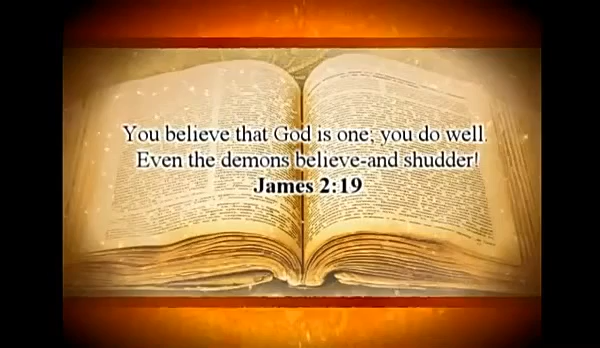 You believe that God is one; you do well.
Even the demons believe-and shudder!
James 2:19